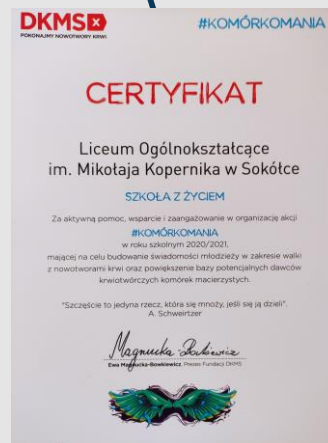 DKMS
POKONAJMY NOWOTWORY KRWI
#KOMÓRKOMANIA
CERTYFIKAT
Liceum Ogólnokształcące
im. Mikołaja Kopernika w Sokółce
SZKOŁA Z ŻYCIEM
Za aktywną pomoc, wsparcie i zaangażowanie w organizację akcji
#KOMÓRKOMANIA
w roku szkolnym 2020/2021,
mającej na celu budowanie świadomości młodzieży w zakresie walki
z nowotworami krwi oraz powiększenie bazy potencjalnych dawców
krwiotwórczych komórek macierzystych.
"Szczęście to jedyna rzecz, która się mnoży, jeśli się ją dzieli".
A. Schweirtzer
Magnucka-Bowkiewicz
Ewa Magnucka-Bowkiewicz, Prezes Fundacji DKMS